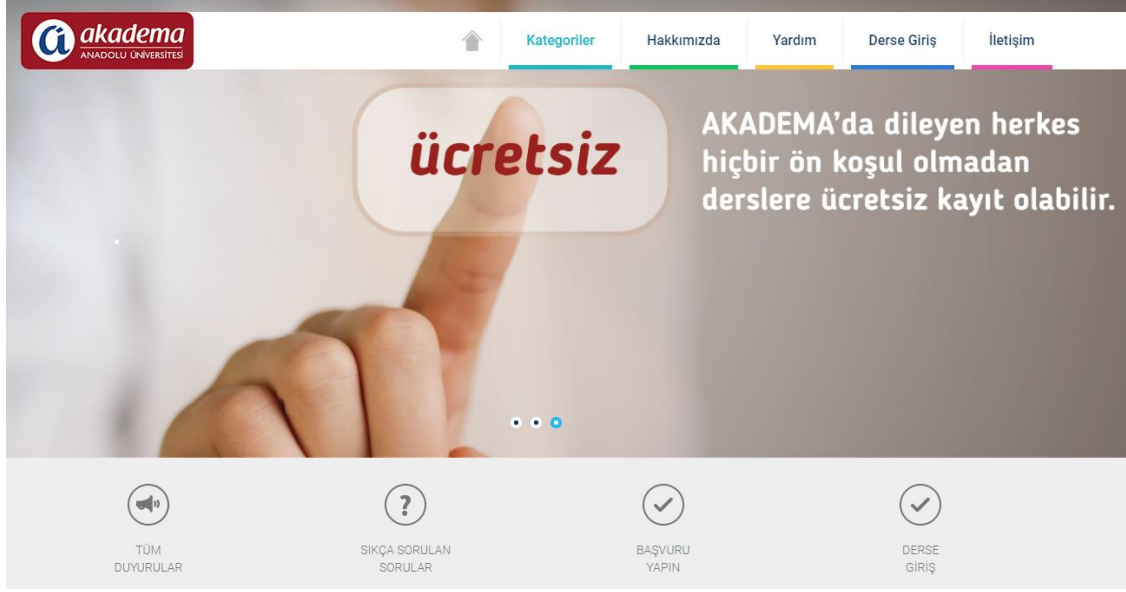 akadema
ANADOLU ÜNİVERSİTESİ
Kategoriler
Hakkımızda
Yardım
Derse Giriş
İletişim
ücretsiz
AKADEMA’da dileyen herkes
hiçbir ön koşul olmadan
derslere ücretsiz kayıt olabilir.
TÜM
DUYURULAR
SIKÇA SORULAN
SORULAR
BAŞVURU
YAPIN
DERSE
GİRİŞ